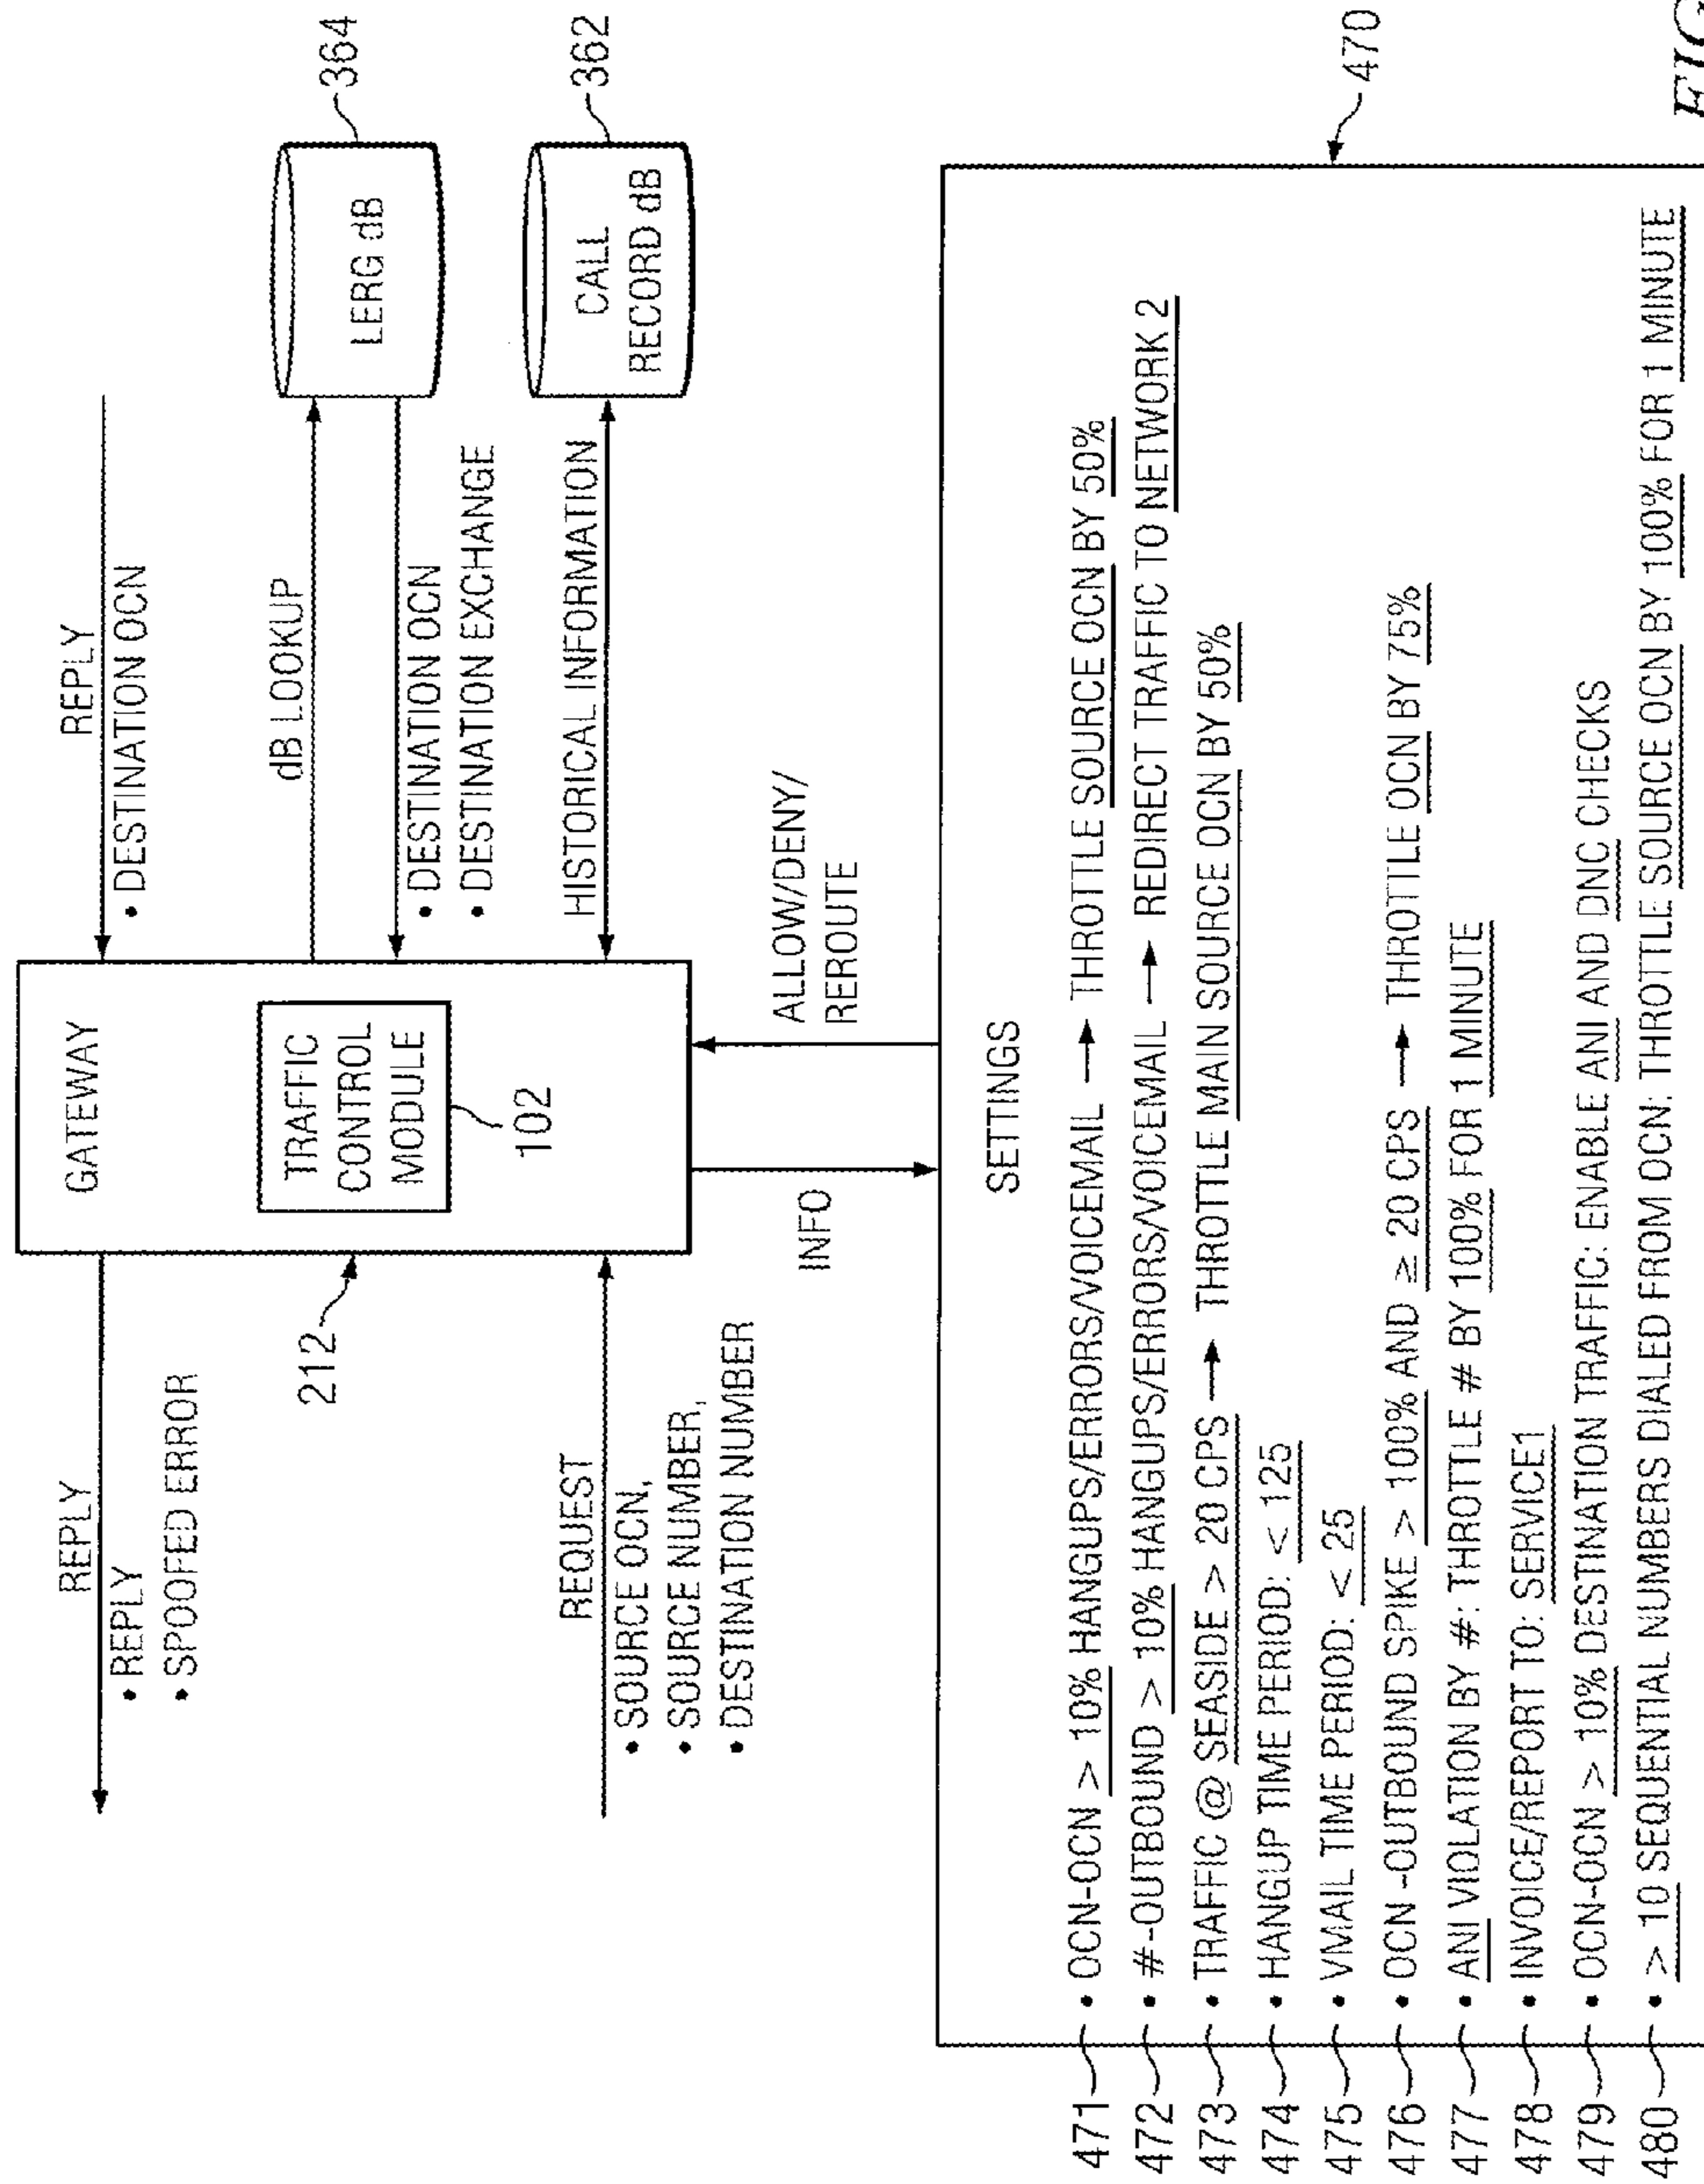 REPLY
• REPLY
• SPOOFED ERROR
212
REQUEST
• SOURCE OCN,
• SOURCE NUMBER,
• DESTINATION NUMBER
GATEWAY
TRAFFIC
CONTROL
MODULE
102
REPLY
• DESTINATION OCN
dB LOOKUP
• DESTINATION OCN
• DESTINATION EXCHANGE
HISTORICAL INFORMATION
LERG dB
364
CALL
RECORD dB
362
INFO
ALLOW/DENY/
REROUTE
SETTINGS
470
471 • OCN-OCN > 10% HANGUPS/ERRORS/VOICEMAIL → THROTTLE SOURCE OCN BY 50%
472 • #-OUTBOUND > 10% HANGUPS/ERRORS/VOICEMAIL → REDIRECT TRAFFIC TO NETWORK 2
473 • TRAFFIC @ SEASIDE > 20 CPS → THROTTLE MAIN SOURCE OCN BY 50%
474 • HANGUP TIME PERIOD: < 125
475 • VMAIL TIME PERIOD: < 25
476 • OCN -OUTBOUND SPIKE > 100% AND ≥ 20 CPS → THROTTLE OCN BY 75%
477 • ANI VIOLATION BY #: THROTTLE # BY 100% FOR 1 MINUTE
478 • INVOICE/REPORT TO: SERVICE1
479 • OCN-OCN > 10% DESTINATION TRAFFIC: ENABLE ANI AND DNC CHECKS
480 • > 10 SEQUENTIAL NUMBERS DIALED FROM OCN: THROTTLE SOURCE OCN BY 100% FOR 1 MINUTE